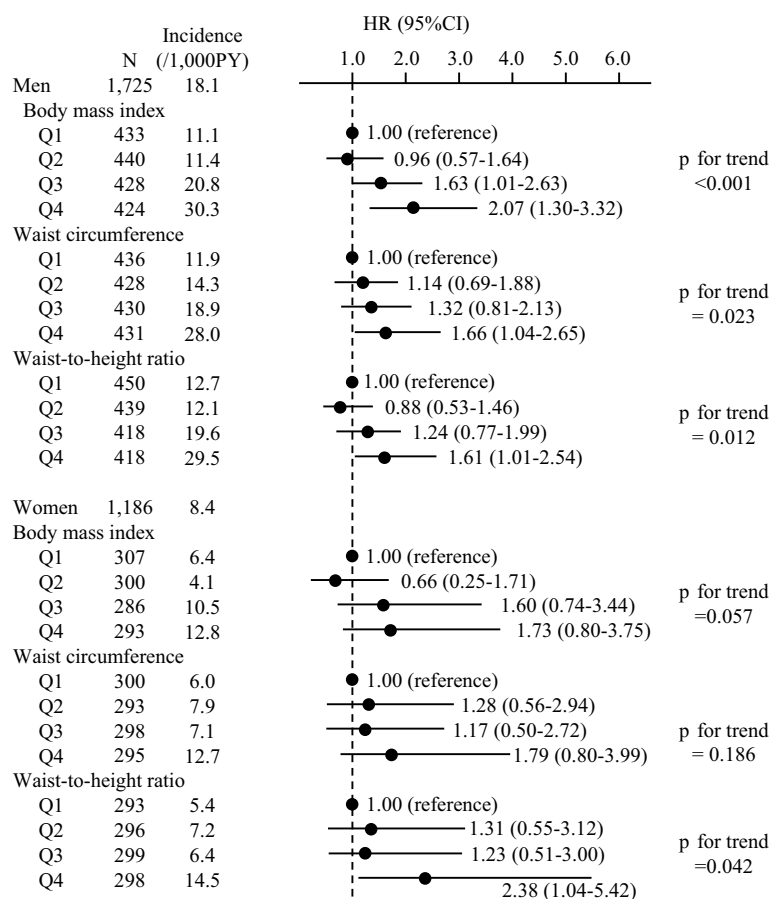 HR (95%CI)
Incidence
N (/1,000PY) 1.0 2.0 3.0 4.0 5.0 6.0
Men 1,725 18.1
Body mass index
Q1 433 11.1 1.00 (reference)
Q2 440 11.4 0.96 (0.57-1.64)
p for trend
Q3 428 20.8 1.63 (1.01-2.63)
<0.001
Q4 424 30.3 2.07 (1.30-3.32)
Waist circumference
Q1 436 11.9 1.00 (reference)
Q2 428 14.3 1.14 (0.69-1.88)
p for trend
Q3 430 18.9 1.32 (0.81-2.13)
= 0.023
Q4 431 28.0 1.66 (1.04-2.65)
Waist-to-height ratio
Q1 450 12.7 1.00 (reference)
Q2 439 12.1 0.88 (0.53-1.46)
p for trend
Q3 418 19.6 1.24 (0.77-1.99)
= 0.012
Q4 418 29.5 1.61 (1.01-2.54)
Women 1,186 8.4
Body mass index
Q1 307 6.4 1.00 (reference)
Q2 300 4.1 0.66 (0.25-1.71)
p for trend
Q3 286 10.5 1.60 (0.74-3.44)
=0.057
Q4 293 12.8 1.73 (0.80-3.75)
Waist circumference
Q1 300 6.0 1.00 (reference)
Q2 293 7.9 1.28 (0.56-2.94)
Q3 298 7.1 1.17 (0.50-2.72)
p for trend
Q4 295 12.7 1.79 (0.80-3.99)
= 0.186
Waist-to-height ratio
Q1 293 5.4 1.00 (reference)
Q2 296 7.2 1.31 (0.55-3.12)
p for trend
Q3 299 6.4 1.23 (0.51-3.00)
=0.042
Q4 298 14.5 2.38 (1.04-5.42)